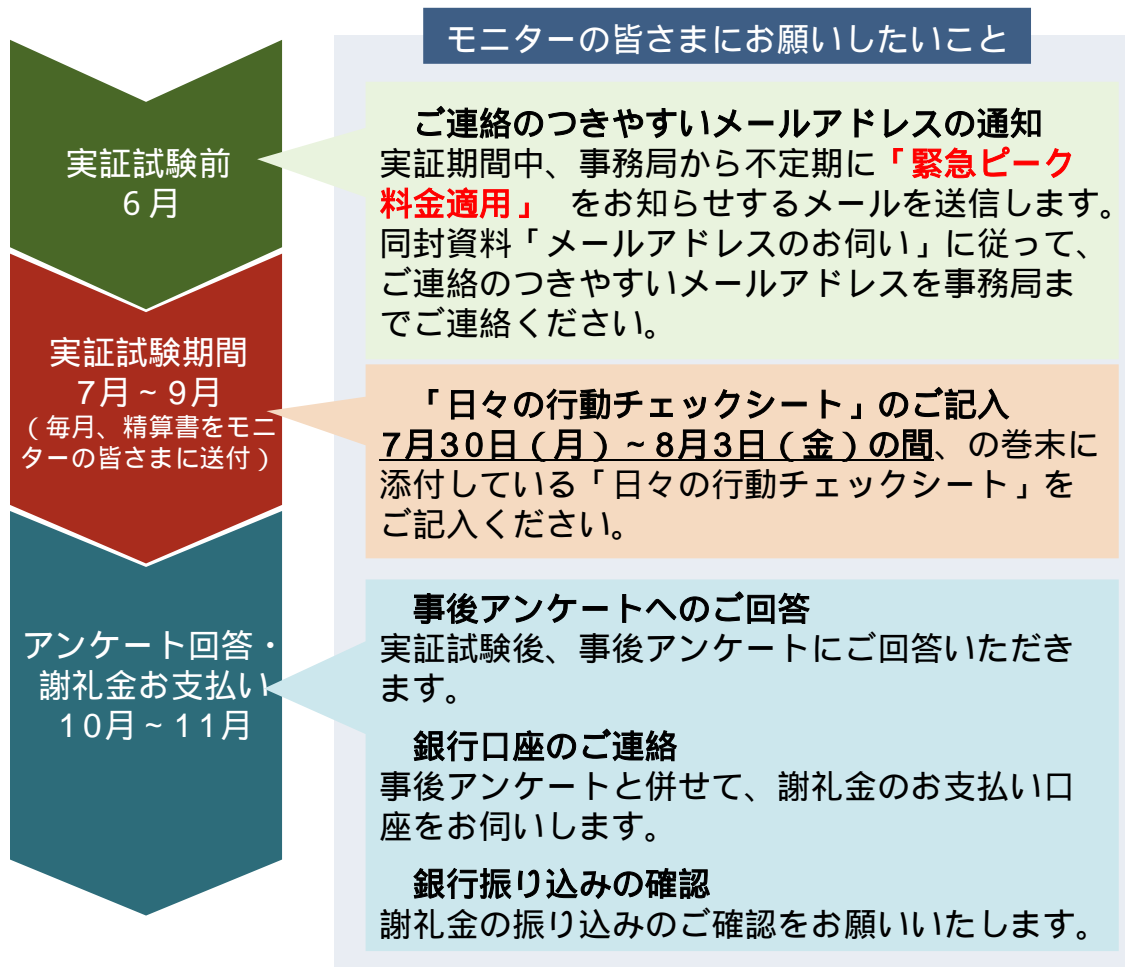 モニターの皆さまにお願いしたいこと
実証試験前
6月
ご連絡のつきやすいメールアドレスの通知
実証期間中、事務局から不定期に「緊急ピーク
料金適用」 をお知らせするメールを送信します。
同封資料「メールアドレスのお伺い」に従って、
ご連絡のつきやすいメールアドレスを事務局ま
でご連絡ください。
実証試験期間
7月~9月
(毎月、精算書をモニ
ターの皆さまに送付)
「日々の行動チェックシート」のご記入
7月30日(月)~8月3日(金)の間、の巻末に
添付している「日々の行動チェックシート」を
ご記入ください。
アンケート回答・
謝礼金お支払い
10月~11月
事後アンケートへのご回答
実証試験後、事後アンケートにご回答いただき
ます。
銀行口座のご連絡
事後アンケートと併せて、謝礼金のお支払い口
座をお伺いします。
銀行振り込みの確認
謝礼金の振り込みのご確認をお願いいたします。